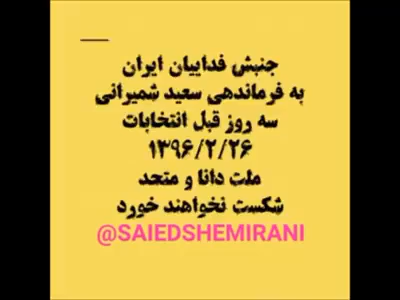 جنبش فداییان ایران
به فرماندهی سعید شمیرانی
سه روز قبل انتخابات
۱۳۹۶/۲/۲۶
ملت دانا و متحد
شکست نخواهند خورد
@SAIEDSHEMIRANI